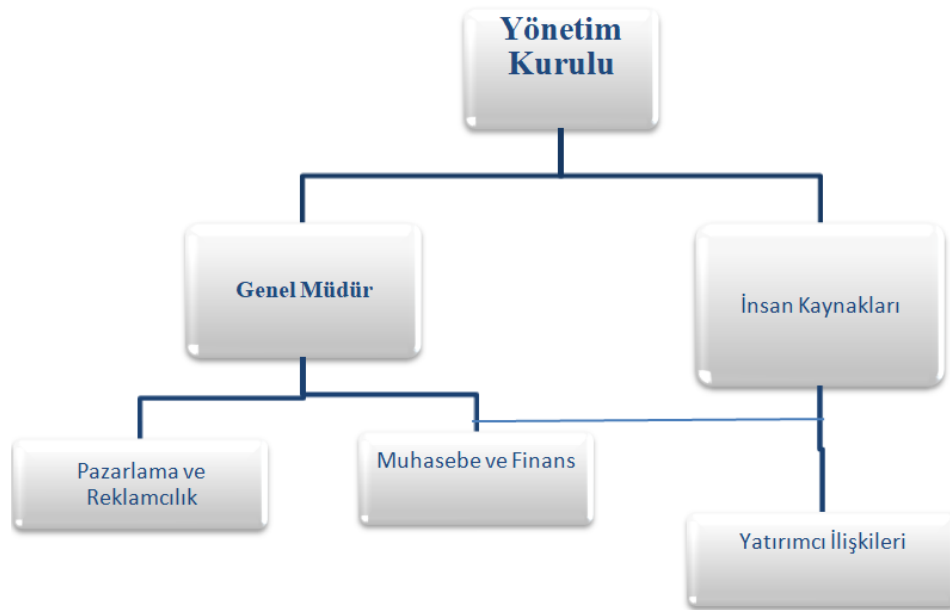 Yönetim
Kurulu
Genel Müdür
İnsan Kaynakları
Pazarlama ve
Reklamcılık
Muhasebe ve Finans
Yatırımcı İlişkileri